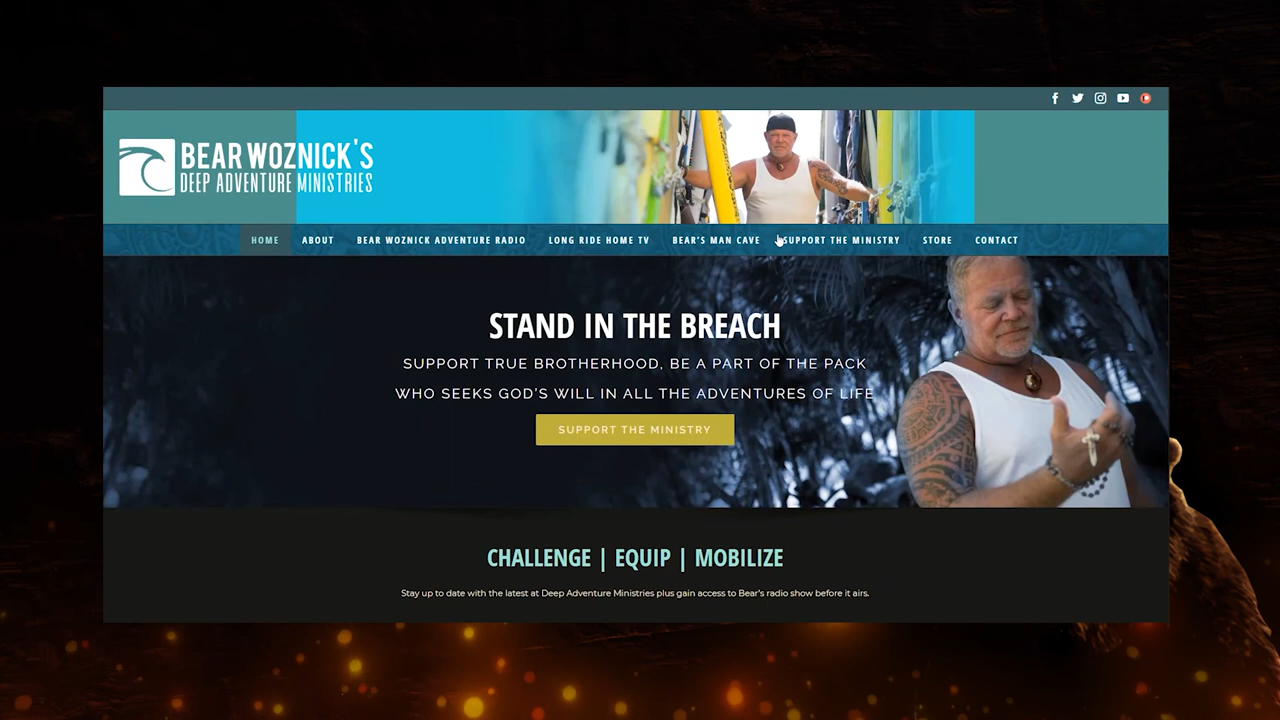 BEAR WOZNICK'S
DEEP ADVENTURE MINISTRIES
HOME ABOUT BEAR WOZNICK ADVENTURE RADIO LONG RIDE HOME TV BEAR'S MAN CAVE SUPPORT THE MINISTRY STORE CONTACT
STAND IN THE BREACH
SUPPORT TRUE BROTHERHOOD, BE A PART OF THE PACK
WHO SEEKS GOD'S WILL IN ALL THE ADVENTURES OF LIFE
SUPPORT THE MINISTRY
CHALLENGE | EQUIP | MOBILIZE
Stay up to date with the latest at Deep Adventure Ministries plus gain access to Bear's radio show before it airs.